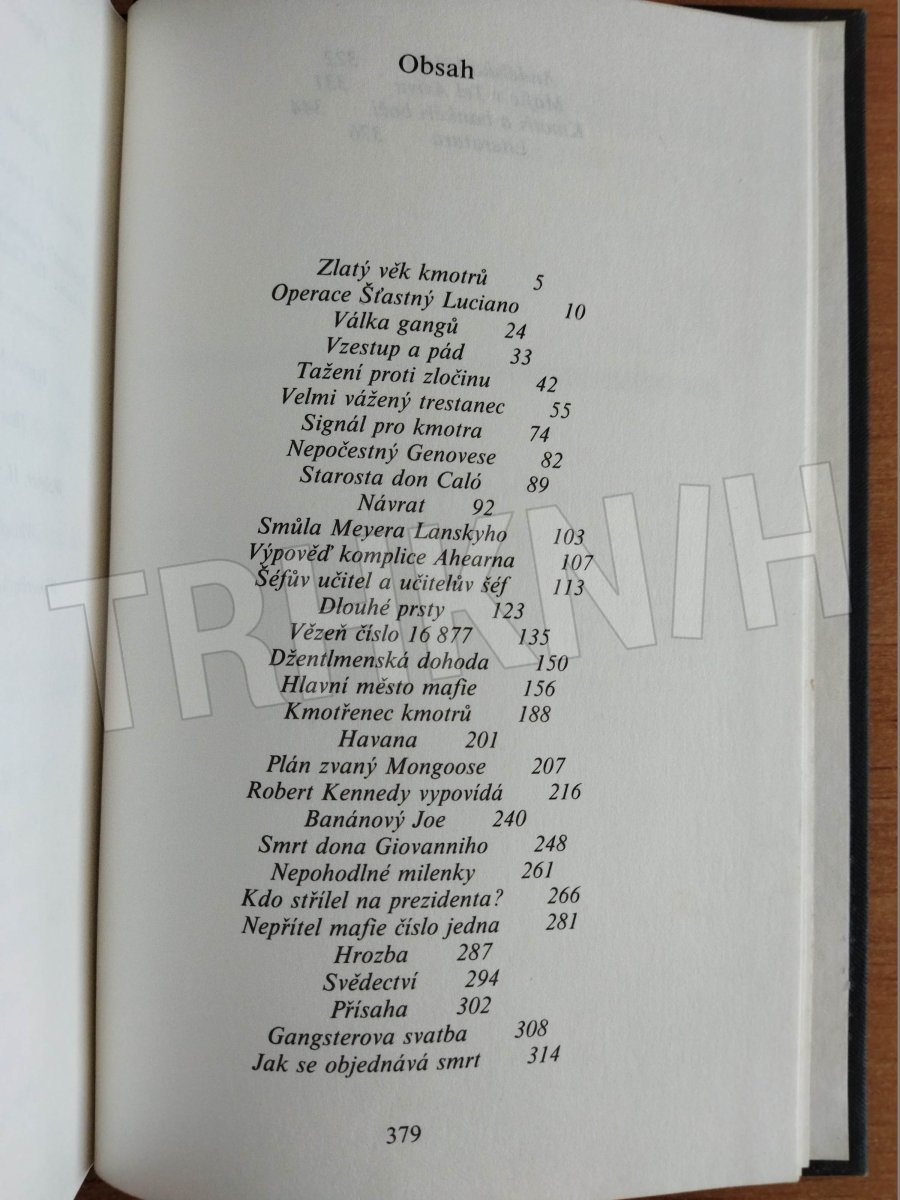 Obsah
Zlatý věk kmotrů 5
Operace Šťastný Luciano 10
Válka gangů 24
Vzestup a pád 33
Tažení proti zločinu 42
Velmi vážený trestanec 55
Signál pro kmotra 74
Nepočestný Genovese 82
Starosta don Caló 89
Návrat 92
Smůla Meyera Lanskyho 103
Výpověď komplice Ahearna 107
Šéfův učitel a učitelův šéf 113
Dlouhé prsty 123
Vězeň číslo 16 877 135
Džentlmenská dohoda 150
Hlavní město mafie 156
Kmotřenec kmotrů 188
Havana 201
Plán zvaný Mongoose 207
Robert Kennedy vypovídá 216
Banánový Joe 240
Smrt dona Giovanniho 248
Nepohodlné milenky 261
Kdo střílel na prezidenta? 266
Nepřítel mafie číslo jedna 281
Hrozba 287
Svědectví 294
Přísaha 302
Gangsterova svatba 308
Jak se objednává smrt 314
379
TRHKNIH